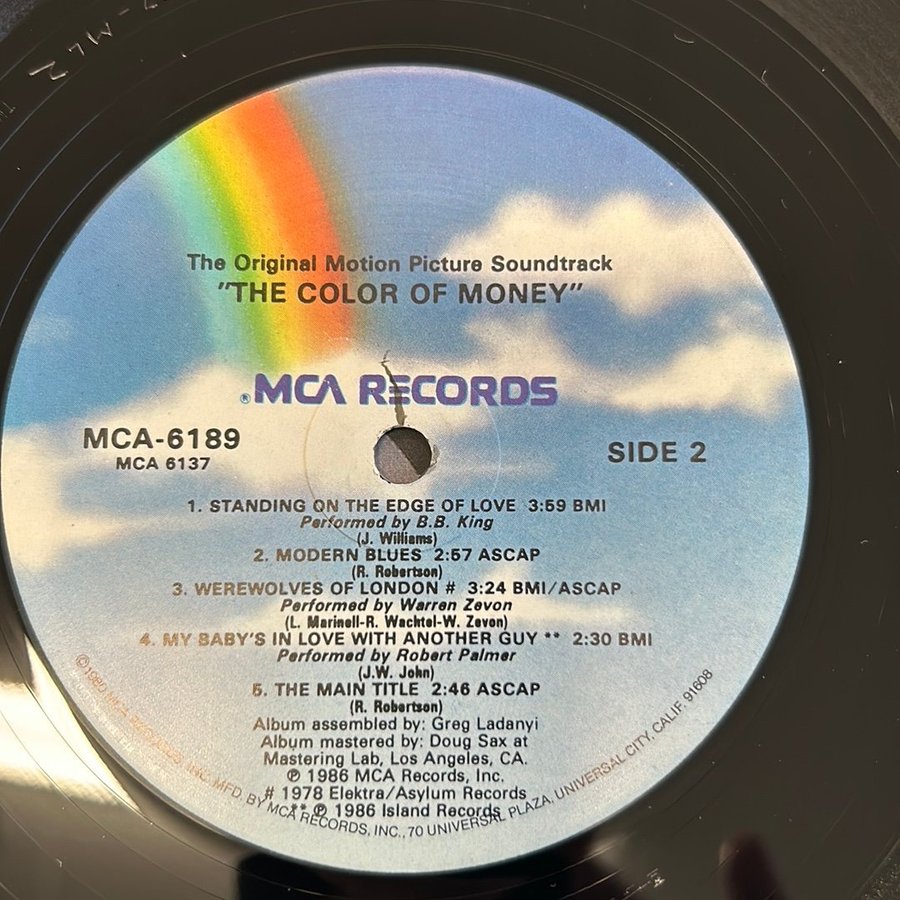 The Original Motion Picture Soundtrack
"THE COLOR OF MONEY"
®MCA RECORDS
MCA-6189
MCA 6137
SIDE 2
1. STANDING ON THE EDGE OF LOVE 3:59 BMI
Performed by B.B. King
(J. Williams)
2. MODERN BLUES 2:57 ASCAP
(R. Robertson)
3. WEREWOLVES OF LONDON # 3:24 BMI/ASCAP
Performed by Warren Zevon
(L. Marinell-R. Wachtel-W. Zevon)
4. MY BABY'S IN LOVE WITH ANOTHER GUY ** 2:30 BMI
Performed by Robert Palmer
(J.W. John)
5. THE MAIN TITLE 2:46 ASCAP
(R. Robertson)
Album assembled by: Greg Ladanyi
Album mastered by: Doug Sax at
Mastering Lab, Los Angeles, CA.
℗ 1986 MCA Records, Inc.
# 1978 Elektra/Asylum Records
** ℗ 1986 Island Records
©1980 MCA RECORDS, INC. MFD. BY MCA RECORDS, INC., 70 UNIVERSAL PLAZA, UNIVERSAL CITY, CALIF. 91608